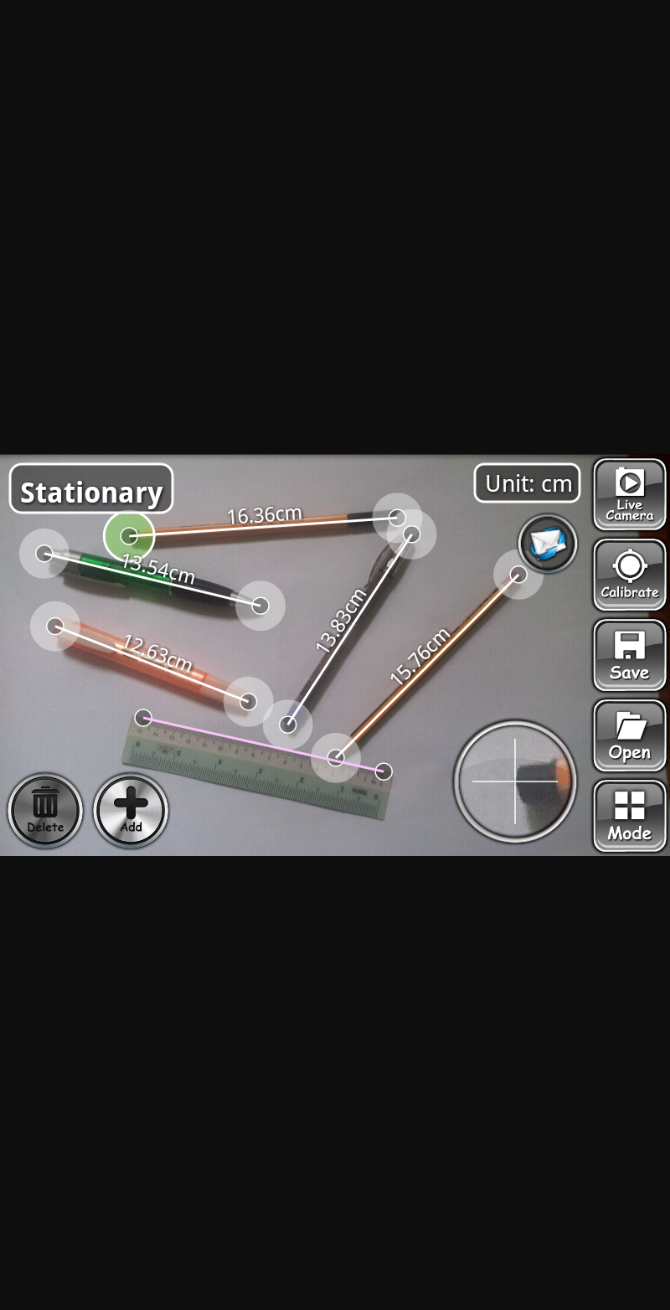 Stationary
Unit: cm
16.36cm
13.54cm
13.83cm
15.76cm
12.63cm
Live
Camera
Calibrate
Save
Open
Mode
Delete
Add